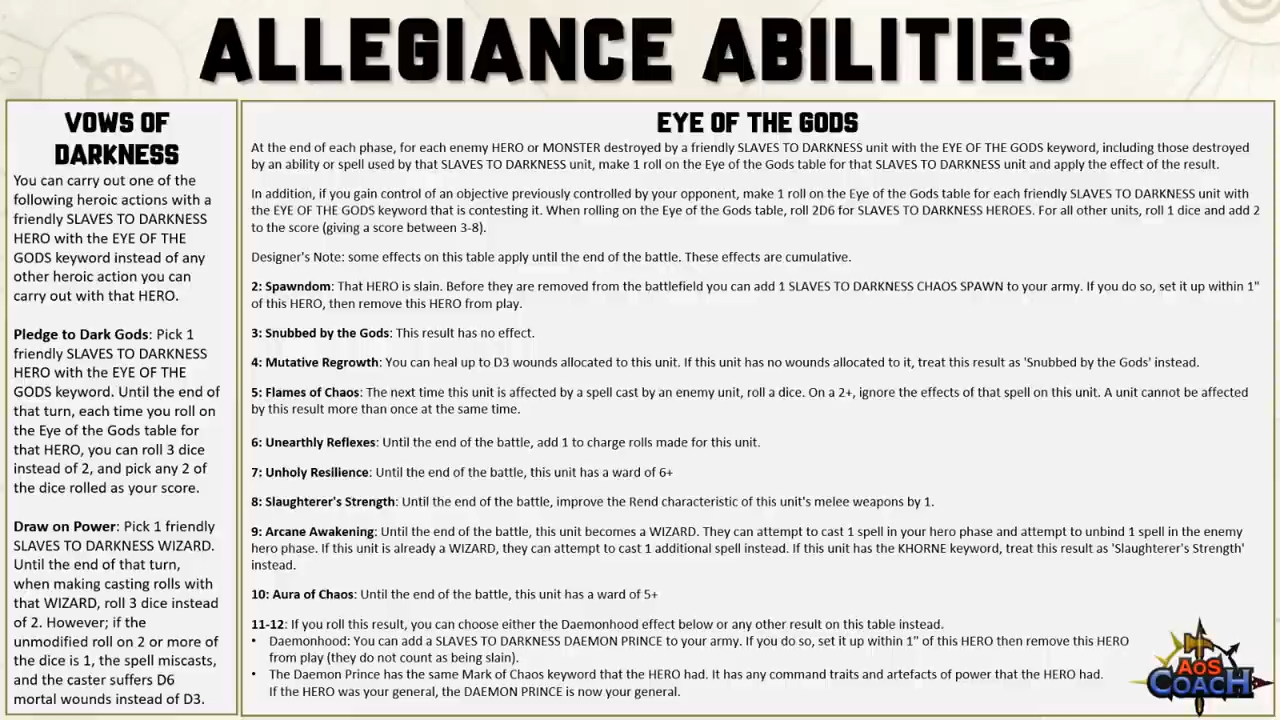 ALLEGIANCE ABILITIES
VOWS OF
DARKNESS
You can carry out one of the
following heroic actions with a
friendly SLAVES TO DARKNESS
HERO with the EYE OF THE
GODS keyword instead of any
other heroic action you can
carry out with that HERO.
Pledge to Dark Gods: Pick 1
friendly SLAVES TO DARKNESS
HERO with the EYE OF THE
GODS keyword. Until the end of
that turn, each time you roll on
the Eye of the Gods table for
that HERO, you can roll 3 dice
instead of 2, and pick any 2 of
the dice rolled as your score.
Draw on Power: Pick 1 friendly
SLAVES TO DARKNESS WIZARD.
Until the end of that turn,
when making casting rolls with
that WIZARD, roll 3 dice instead
of 2. However; if the
unmodified roll on 2 or more of
the dice is 1, the spell miscasts,
and the caster suffers D6
mortal wounds instead of D3.
EYE OF THE GODS
At the end of each phase, for each enemy HERO or MONSTER destroyed by a friendly SLAVES TO DARKNESS unit with the EYE OF THE GODS keyword, including those destroyed
by an ability or spell used by that SLAVES TO DARKNESS unit, make 1 roll on the Eye of the Gods table for that SLAVES TO DARKNESS unit and apply the effect of the result.
In addition, if you gain control of an objective previously controlled by your opponent, make 1 roll on the Eye of the Gods table for each friendly SLAVES TO DARKNESS unit with
the EYE OF THE GODS keyword that is contesting it. When rolling on the Eye of the Gods table, roll 2D6 for SLAVES TO DARKNESS HEROES. For all other units, roll 1 dice and add 2
to the score (giving a score between 3-8).
Designer's Note: some effects on this table apply until the end of the battle. These effects are cumulative.
2: Spawndom: That HERO is slain. Before they are removed from the battlefield you can add 1 SLAVES TO DARKNESS CHAOS SPAWN to your army. If you do so, set it up within 1"
of this HERO, then remove this HERO from play.
3: Snubbed by the Gods: This result has no effect.
4: Mutative Regrowth: You can heal up to D3 wounds allocated to this unit. If this unit has no wounds allocated to it, treat this result as 'Snubbed by the Gods' instead.
5: Flames of Chaos: The next time this unit is affected by a spell cast by an enemy unit, roll a dice. On a 2+, ignore the effects of that spell on this unit. A unit cannot be affected
by this result more than once at the same time.
6: Unearthly Reflexes: Until the end of the battle, add 1 to charge rolls made for this unit.
7: Unholy Resilience: Until the end of the battle, this unit has a ward of 6+
8: Slaughterer's Strength: Until the end of the battle, improve the Rend characteristic of this unit's melee weapons by 1.
9: Arcane Awakening: Until the end of the battle, this unit becomes a WIZARD. They can attempt to cast 1 spell in your hero phase and attempt to unbind 1 spell in the enemy
hero phase. If this unit is already a WIZARD, they can attempt to cast 1 additional spell instead. If this unit has the KHORNE keyword, treat this result as 'Slaughterer's Strength'
instead.
10: Aura of Chaos: Until the end of the battle, this unit has a ward of 5+
11-12: If you roll this result, you can choose either the Daemonhood effect below or any other result on this table instead.
• Daemonhood: You can add a SLAVES TO DARKNESS DAEMON PRINCE to your army. If you do so, set it up within 1" of this HERO then remove this HERO
from play (they do not count as being slain).
• The Daemon Prince has the same Mark of Chaos keyword that the HERO had. It has any command traits and artefacts of power that the HERO had.
If the HERO was your general, the DAEMON PRINCE is now your general.
AoS
COACH